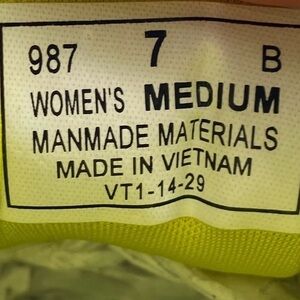 987 7 B
WOMEN'S MEDIUM
MANMADE MATERIALS
MADE IN VIETNAM
VT1-14-29